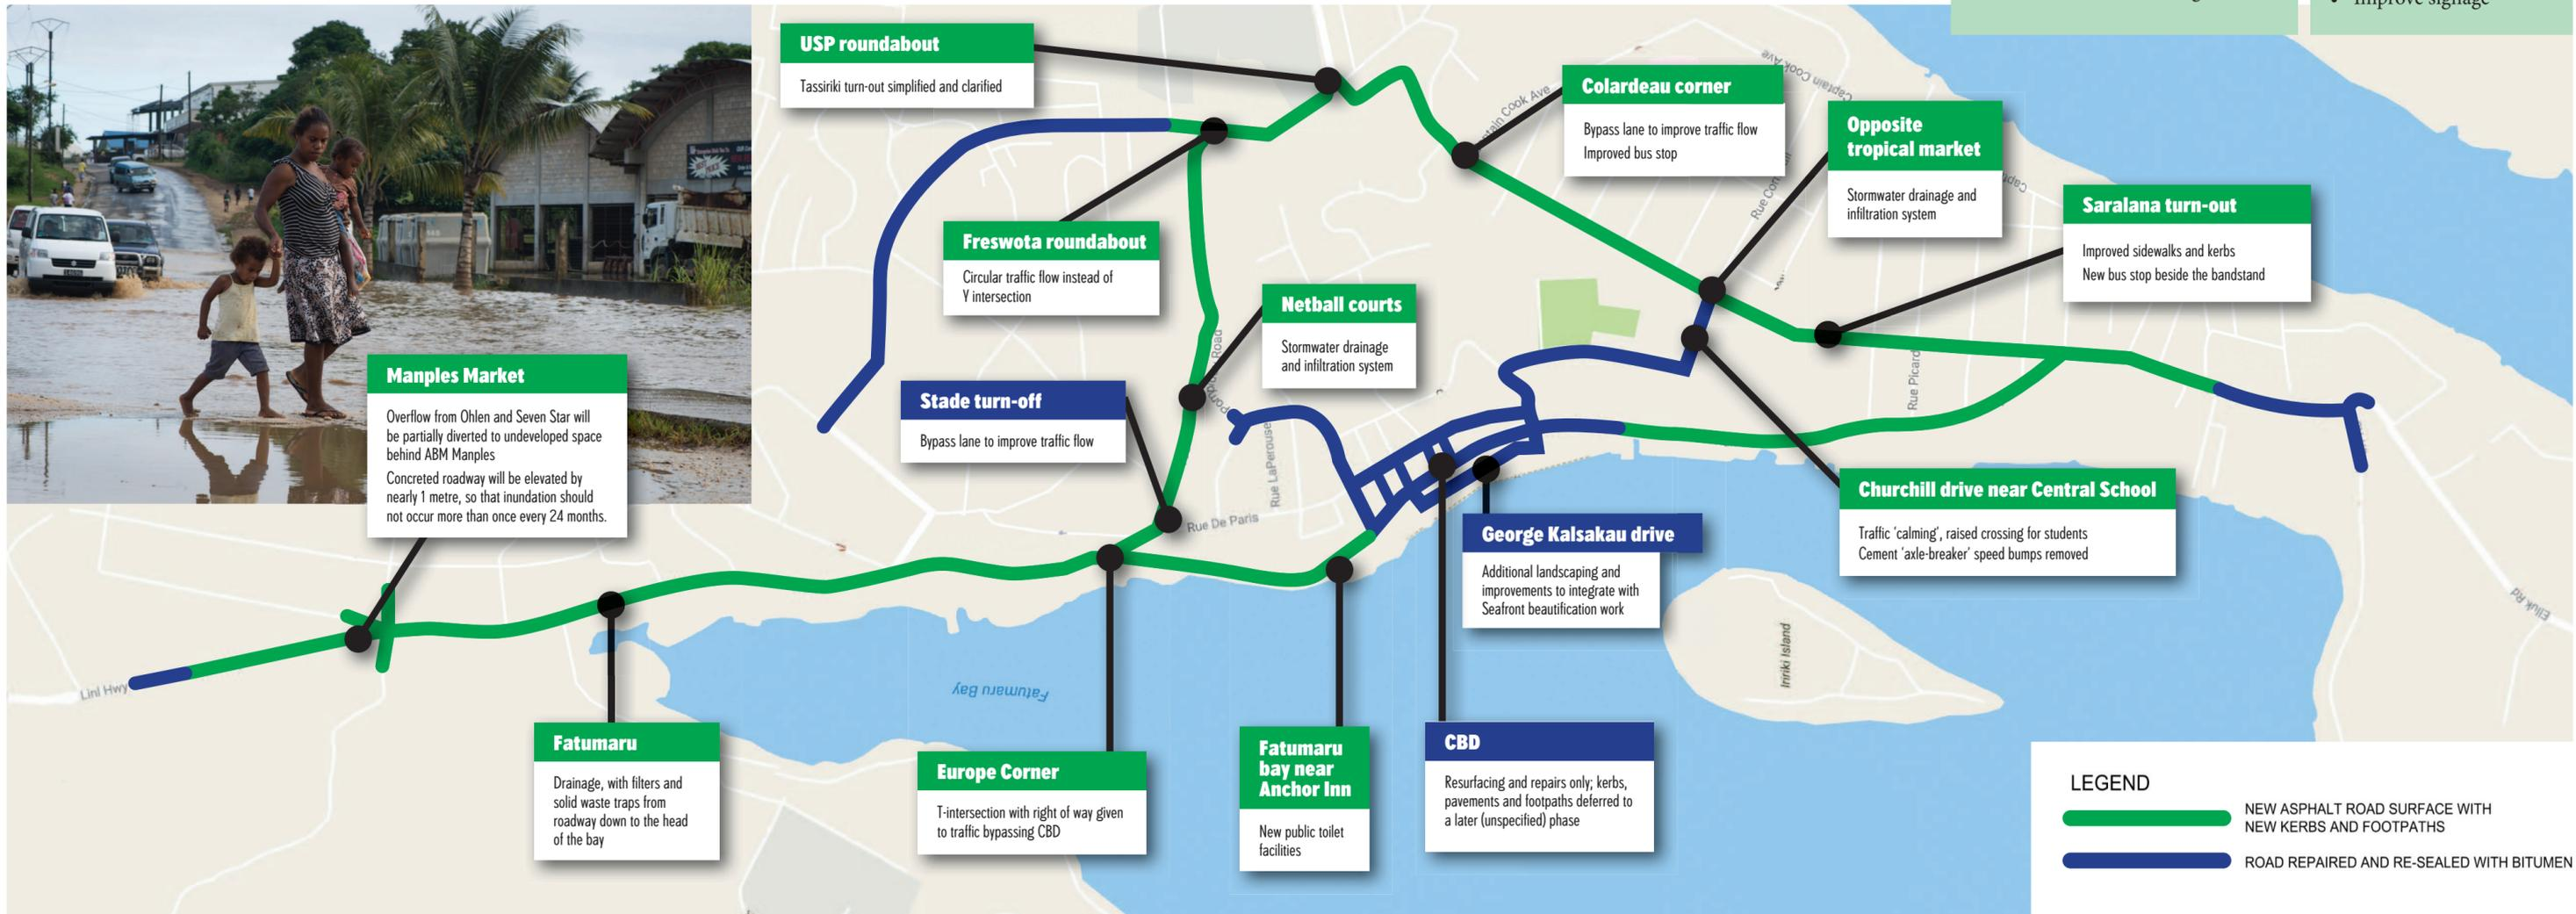 Improve signage
USP roundabout
Tassiriki turn-out simplified and clarified
Colardeau corner
Bypass lane to improve traffic flow
Improved bus stop
Opposite
tropical market
Stormwater drainage and
infiltration system
Saralana turn-out
Improved sidewalks and kerbs
New bus stop beside the bandstand
Freswota roundabout
Circular traffic flow instead of
Y intersection
Netball courts
Stormwater drainage
and infiltration system
Manples Market
Overflow from Ohlen and Seven Star will
be partially diverted to undeveloped space
behind ABM Manples
Concreted roadway will be elevated by
nearly 1 metre, so that inundation should
not occur more than once every 24 months.
Stade turn-off
Bypass lane to improve traffic flow
Churchill drive near Central School
Traffic 'calming', raised crossing for students
Cement 'axle-breaker' speed bumps removed
George Kalsakau drive
Additional landscaping and
improvements to integrate with
Seafront beautification work
Fatumaru
Drainage, with filters and
solid waste traps from
roadway down to the head
of the bay
Europe Corner
T-intersection with right of way given
to traffic bypassing CBD
Fatumaru
bay near
Anchor Inn
New public toilet
facilities
CBD
Resurfacing and repairs only; kerbs,
pavements and footpaths deferred to
a later (unspecified) phase
Captain Cook Ave
Cook Ave
Rue
Rue Picard
Road
Rue LaPerouse
Rue De Paris
Linl Hwy
Fatumaru Bay
Iririki Island
Elluk Rd
LEGEND
NEW ASPHALT ROAD SURFACE WITH
NEW KERBS AND FOOTPATHS
ROAD REPAIRED AND RE-SEALED WITH BITUMEN